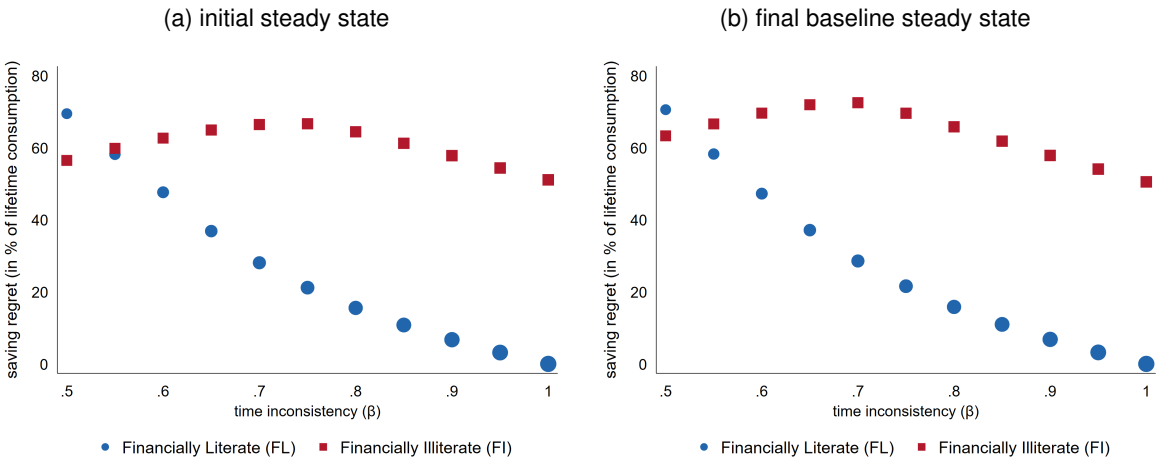 (a) initial steady state
saving regret (in % of lifetime consumption)
80
60
40
20
0
.5 .6 .7 .8 .9 1
time inconsistency (β)
Financially Literate (FL) Financially Illiterate (FI)
(b) final baseline steady state
saving regret (in % of lifetime consumption)
80
60
40
20
0
.5 .6 .7 .8 .9 1
time inconsistency (β)
Financially Literate (FL) Financially Illiterate (FI)